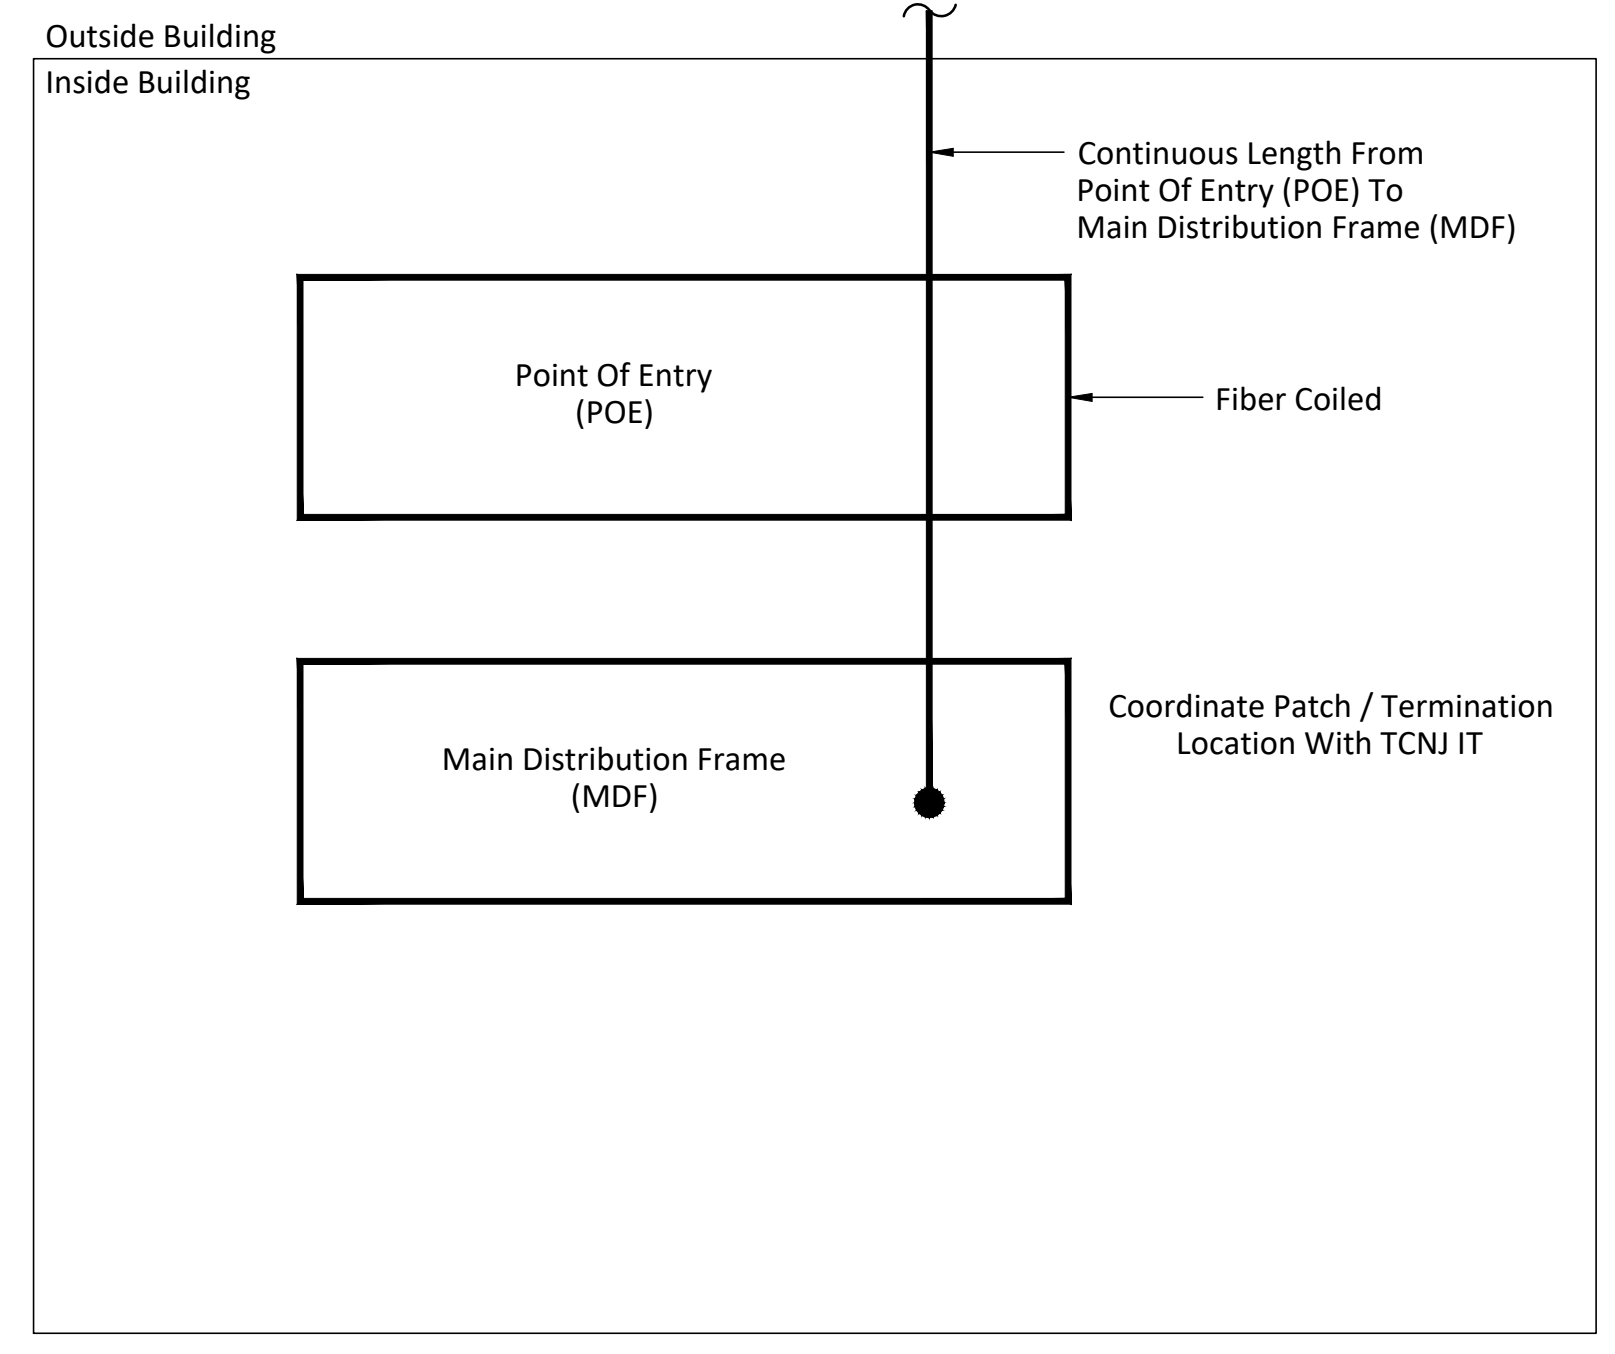 Outside Building
Inside Building
Continuous Length From
Point Of Entry (POE) To
Main Distribution Frame (MDF)
Point Of Entry
(POE)
Fiber Coiled
Main Distribution Frame
(MDF)
Coordinate Patch / Termination
Location With TCNJ IT